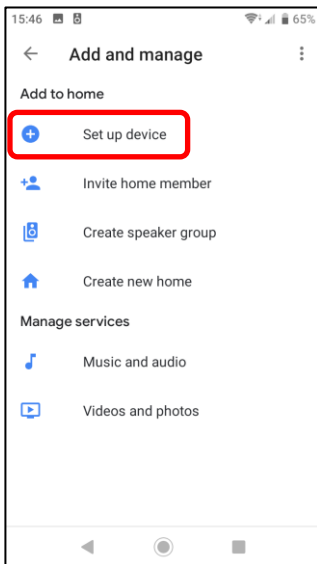 15:46 65%
Add and manage
Add to home
Set up device
Invite home member
Create speaker group
Create new home
Manage services
Music and audio
Videos and photos